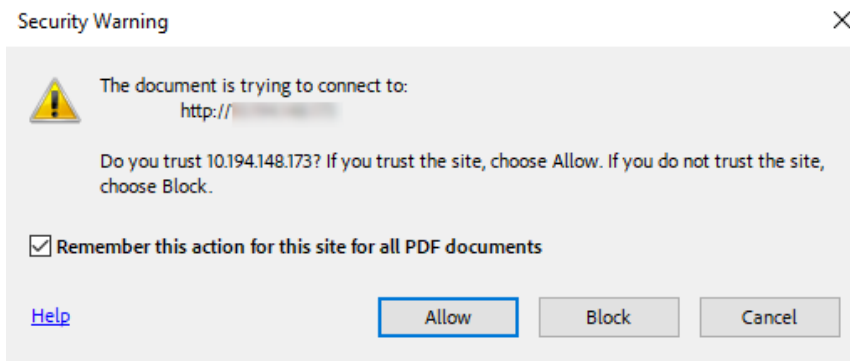 Security Warning
The document is trying to connect to:
http://
Do you trust 10.194.148.173? If you trust the site, choose Allow. If you do not trust the site,
choose Block.
Remember this action for this site for all PDF documents
Help
Allow
Block
Cancel